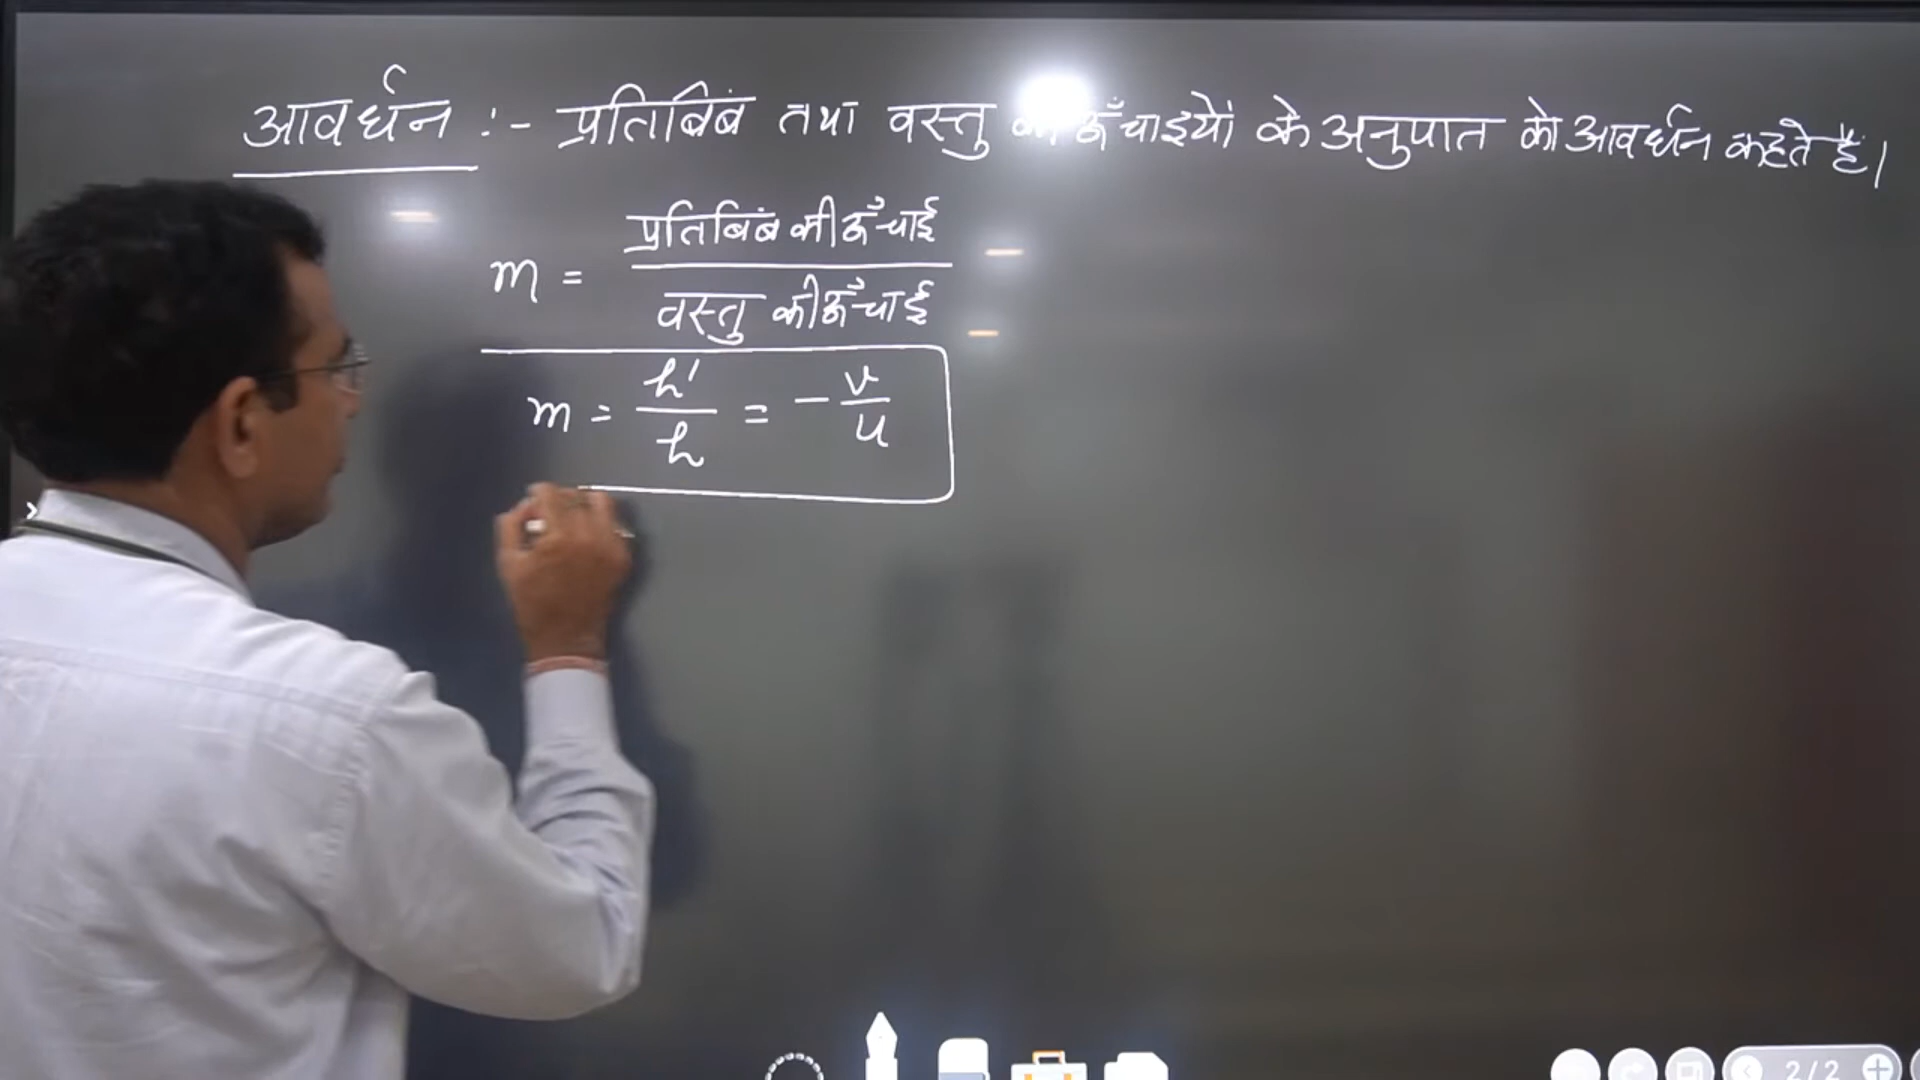 आवर्धन :- प्रतिबिंब तथा वस्तु ऊँचाइयों के अनुपात को आवर्धन कहते है।
m = प्रतिबिंब की ऊँचाई / वस्तु की ऊँचाई
m = h' / h = - v / u
2/2